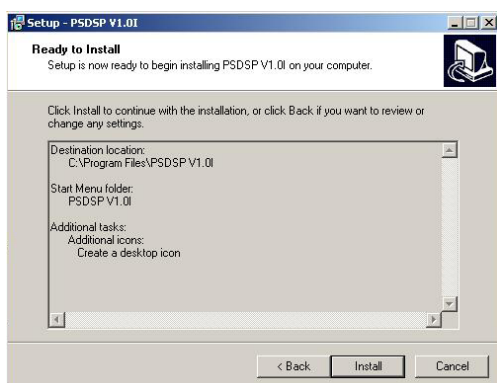 Setup - PSDSP V1.0I
Ready to Install
Setup is now ready to begin installing PSDSP V1.0I on your computer.
Click Install to continue with the installation, or click Back if you want to review or
change any settings.
Destination location:
C:\Program Files\PSDSP V1.0I
Start Menu folder:
PSDSP V1.0I
Additional tasks:
Additional icons:
Create a desktop icon
< Back
Install
Cancel